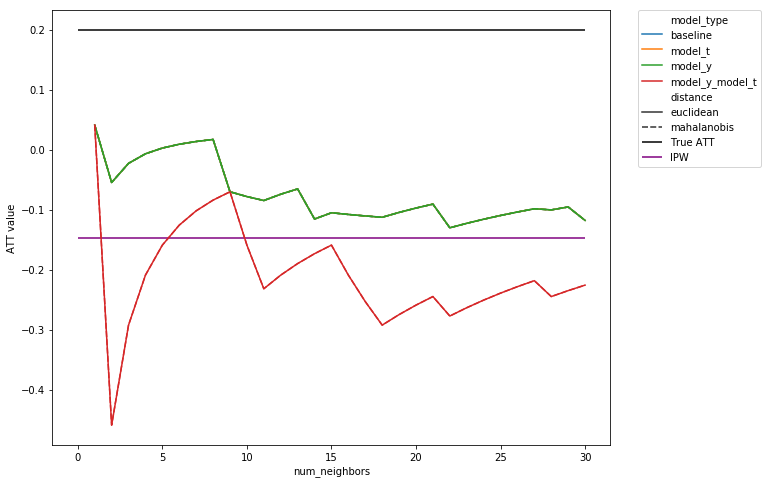 0.2
0.1
0.0
−0.1
−0.2
−0.3
−0.4
ATT value
0 5 10 15 20 25 30
num_neighbors
model_type
baseline
model_t
model_y
model_y_model_t
distance
euclidean
mahalanobis
True ATT
IPW